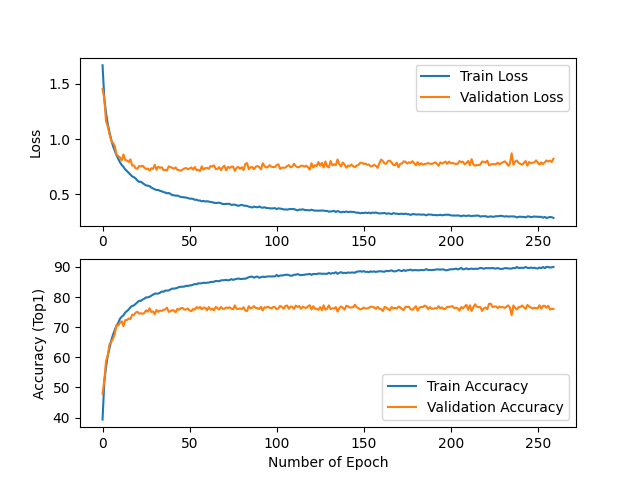 Train Loss
Validation Loss
1.5
1.0
0.5
Loss
0 50 100 150 200 250
Train Accuracy
Validation Accuracy
90
80
70
60
50
40
Accuracy (Top1)
0 50 100 150 200 250
Number of Epoch